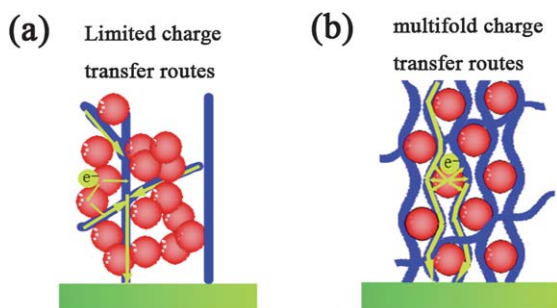 (a)
Limited charge
transfer routes
e⁻
(b)
multifold charge
transfer routes
e⁻